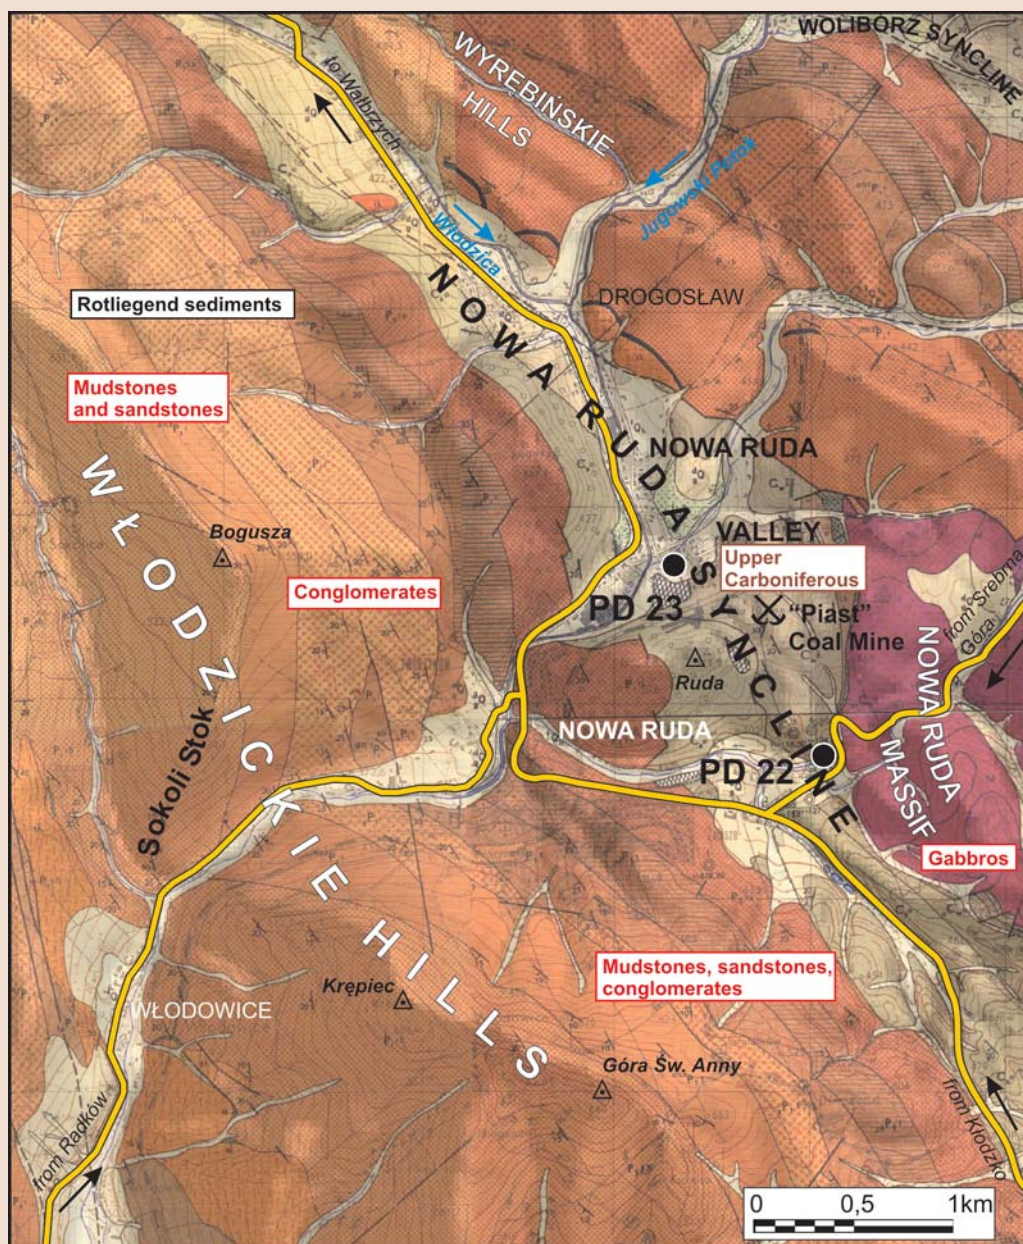 WOLIBORZ SYNCLINE
WYRĘBIŃSKIE
HILLS
to Wałbrzych
Jugowski Potok
Włodzica
NOWA RUDA SYNCLINE
DROGOSŁAW
Rotliegend sediments
Mudstones
and sandstones
NOWA RUDA
VALLEY
Upper
Carboniferous
WŁODZICKIE HILLS
Bogusza
Conglomerates
PD 23
"Piast"
Coal Mine
from Srebrna
Góra
Ruda
NOWA RUDA
MASSIF
NOWA RUDA
PD 22
Sokoli Stok
Gabbros
Mudstones, sandstones,
conglomerates
Krępiec
WŁODOWICE
Góra Św. Anny
from Radków
from Kłodzko
0 0,5 1km